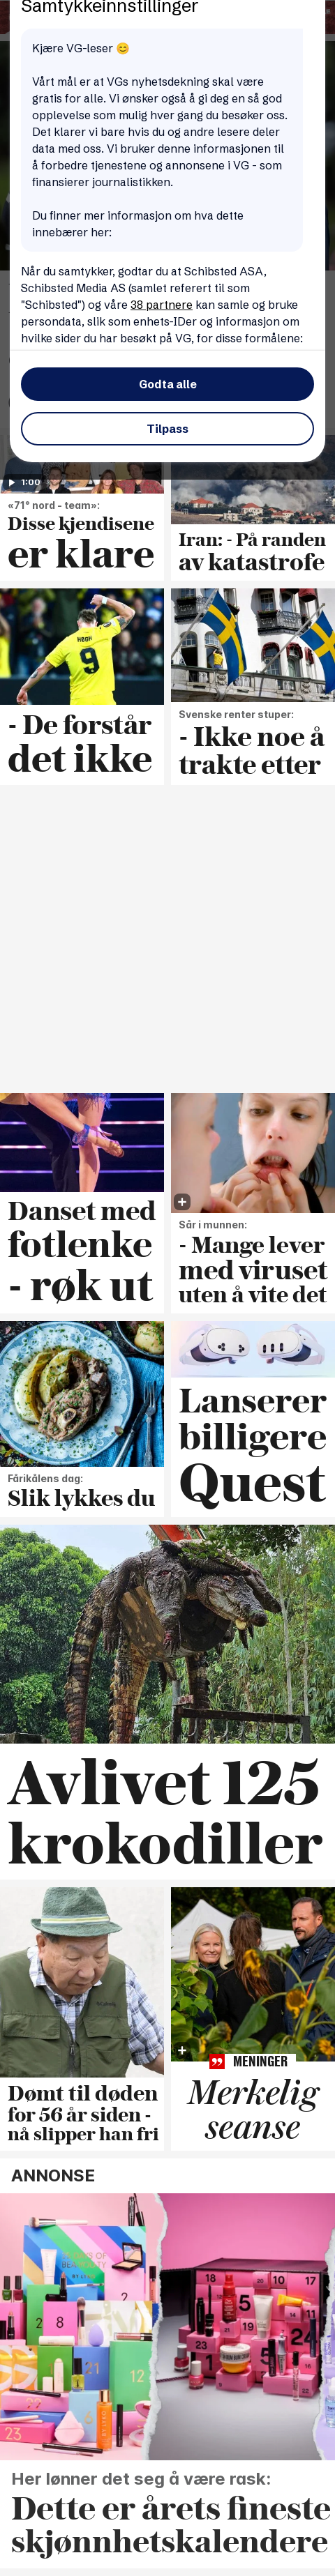 Samtykkeinnstillinger
Kjære VG-leser 😊
Vårt mål er at VGs nyhetsdekning skal være
gratis for alle. Vi ønsker også å gi deg en så god
opplevelse som mulig hver gang du besøker oss.
Det klarer vi bare hvis du og andre lesere deler
data med oss. Vi bruker denne informasjonen til
å forbedre tjenestene og annonsene i VG - som
finansierer journalistikken.
Du finner mer informasjon om hva dette
innebærer her:
Når du samtykker, godtar du at Schibsted ASA,
Schibsted Media AS (samlet referert til som
"Schibsted") og våre 38 partnere kan samle og bruke
persondata, slik som enhets-IDer og informasjon om
hvilke sider du har besøkt på VG, for disse formålene:
Godta alle
Tilpass
1:00
«71° nord - team»:
Disse kjendisene
er klare
Iran: - På randen
av katastrofe
HØGH
9
- De forstår
det ikke
Svenske renter stuper:
- Ikke noe å
trakte etter
Danset med
fotlenke
- røk ut
Sår i munnen:
- Mange lever
med viruset
uten å vite det
Fårikålens dag:
Slik lykkes du
Lanserer
billigere
Quest
Avlivet 125
krokodiller
Dømt til døden
for 56 år siden -
nå slipper han fri
MENINGER
Merkelig
seanse
ANNONSE
Her lønner det seg å være rask:
Dette er årets fineste
skjønnhetskalendere